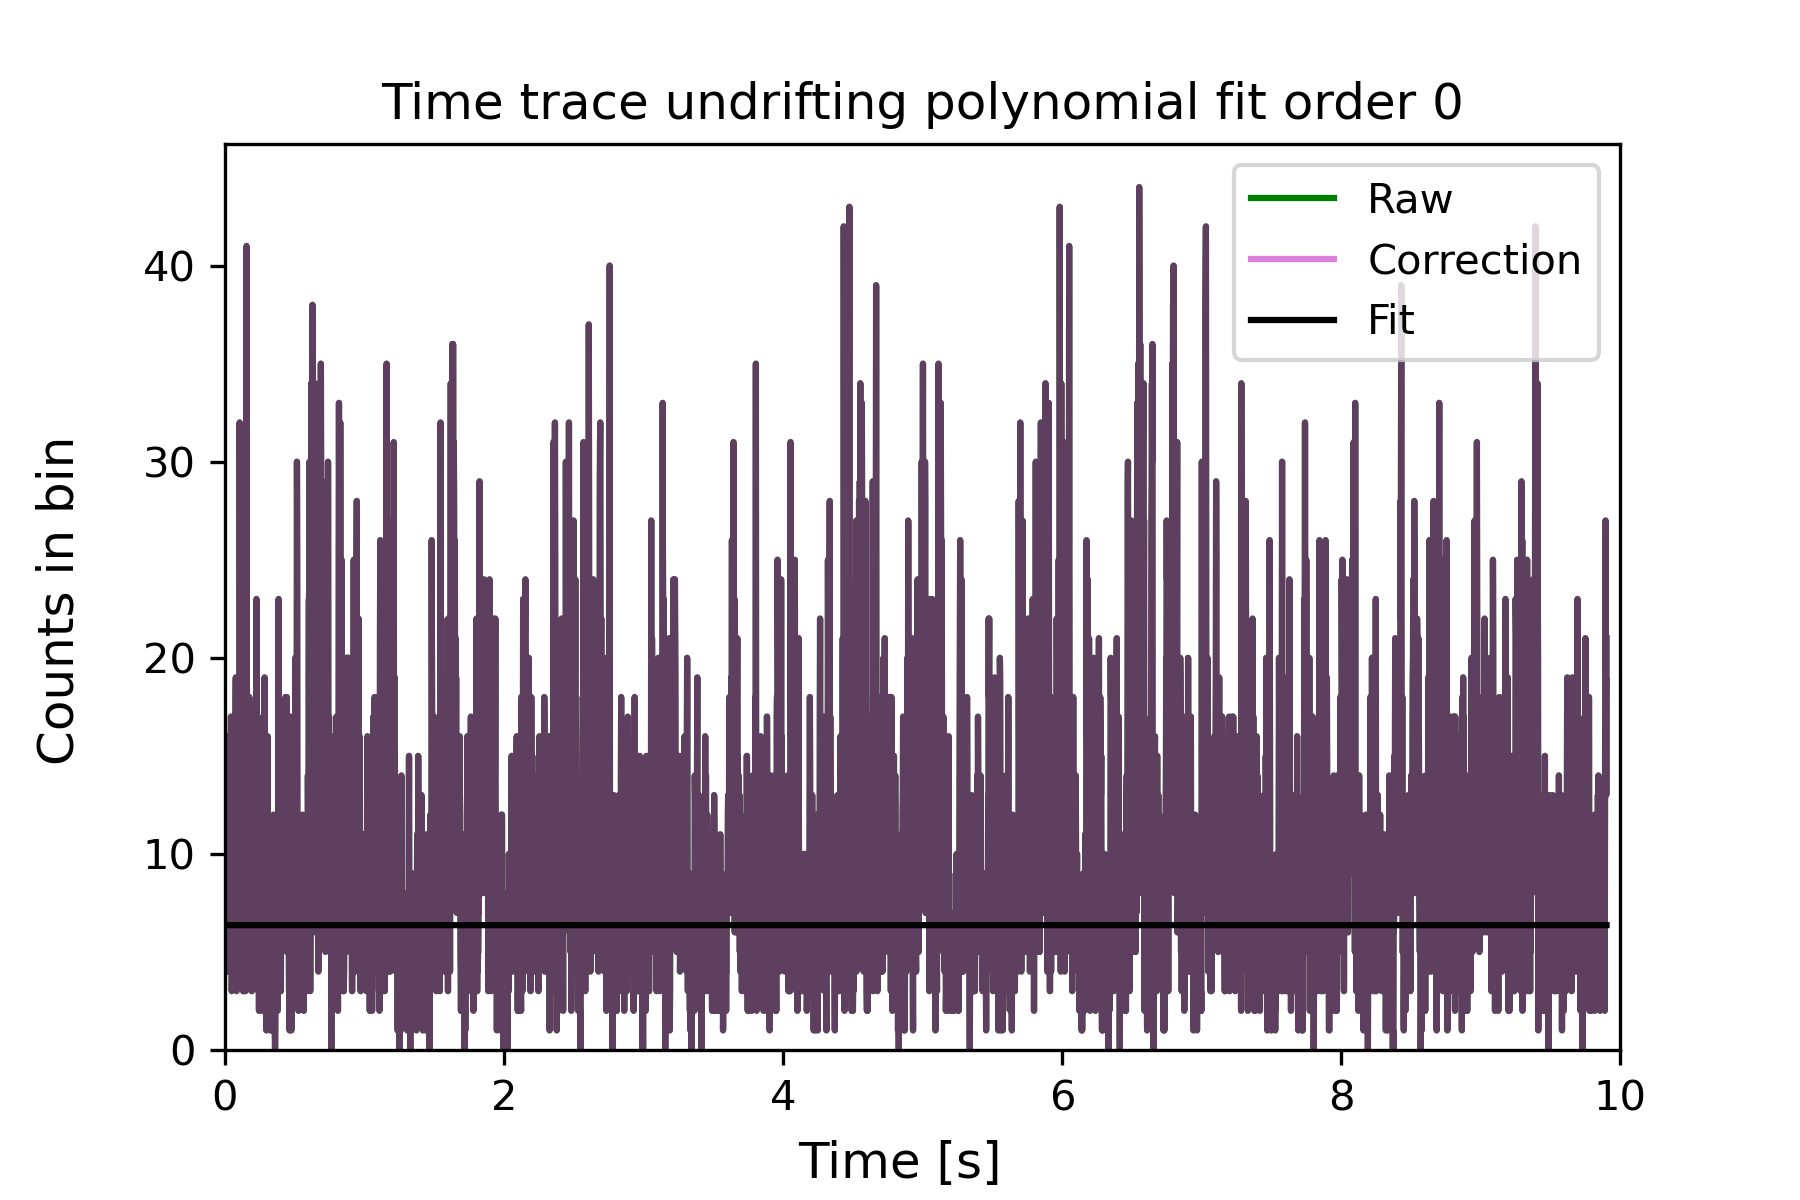 Time trace undrifting polynomial fit order 0
Raw
Correction
Fit
Counts in bin
40
30
20
10
0
0 2 4 6 8 10
Time [s]